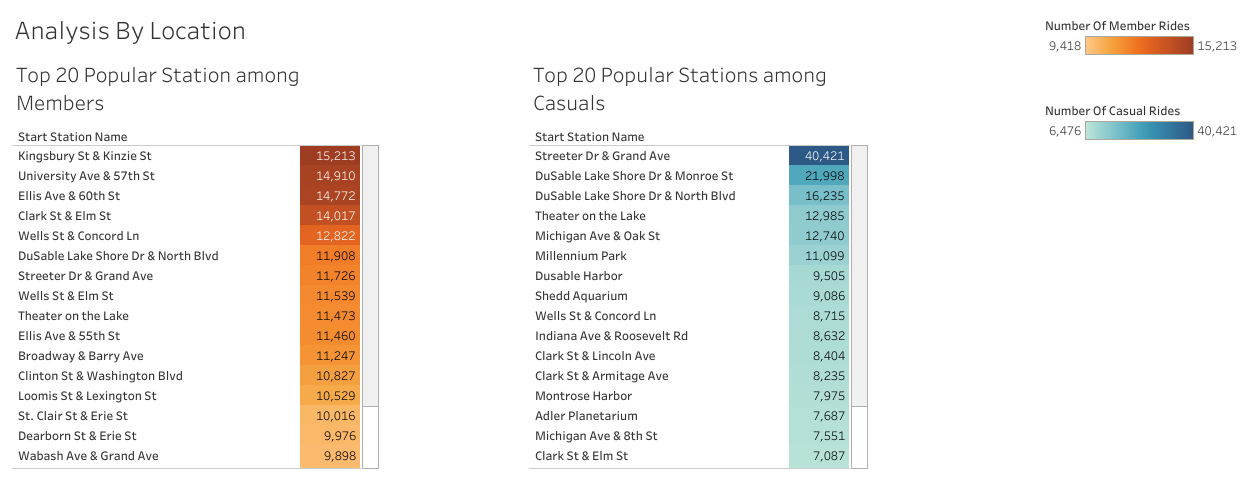 Analysis By Location
Top 20 Popular Station among
Members
Start Station Name
Kingsbury St & Kinzie St 15,213
University Ave & 57th St 14,910
Ellis Ave & 60th St 14,772
Clark St & Elm St 14,017
Wells St & Concord Ln 12,822
DuSable Lake Shore Dr & North Blvd 11,908
Streeter Dr & Grand Ave 11,726
Wells St & Elm St 11,539
Theater on the Lake 11,473
Ellis Ave & 55th St 11,460
Broadway & Barry Ave 11,247
Clinton St & Washington Blvd 10,827
Loomis St & Lexington St 10,529
St. Clair St & Erie St 10,016
Dearborn St & Erie St 9,976
Wabash Ave & Grand Ave 9,898
Top 20 Popular Stations among
Casuals
Start Station Name
Streeter Dr & Grand Ave 40,421
DuSable Lake Shore Dr & Monroe St 21,998
DuSable Lake Shore Dr & North Blvd 16,235
Theater on the Lake 12,985
Michigan Ave & Oak St 12,740
Millennium Park 11,099
Dusable Harbor 9,505
Shedd Aquarium 9,086
Wells St & Concord Ln 8,715
Indiana Ave & Roosevelt Rd 8,632
Clark St & Lincoln Ave 8,404
Clark St & Armitage Ave 8,235
Montrose Harbor 7,975
Adler Planetarium 7,687
Michigan Ave & 8th St 7,551
Clark St & Elm St 7,087
Number Of Member Rides
9,418 15,213
Number Of Casual Rides
6,476 40,421